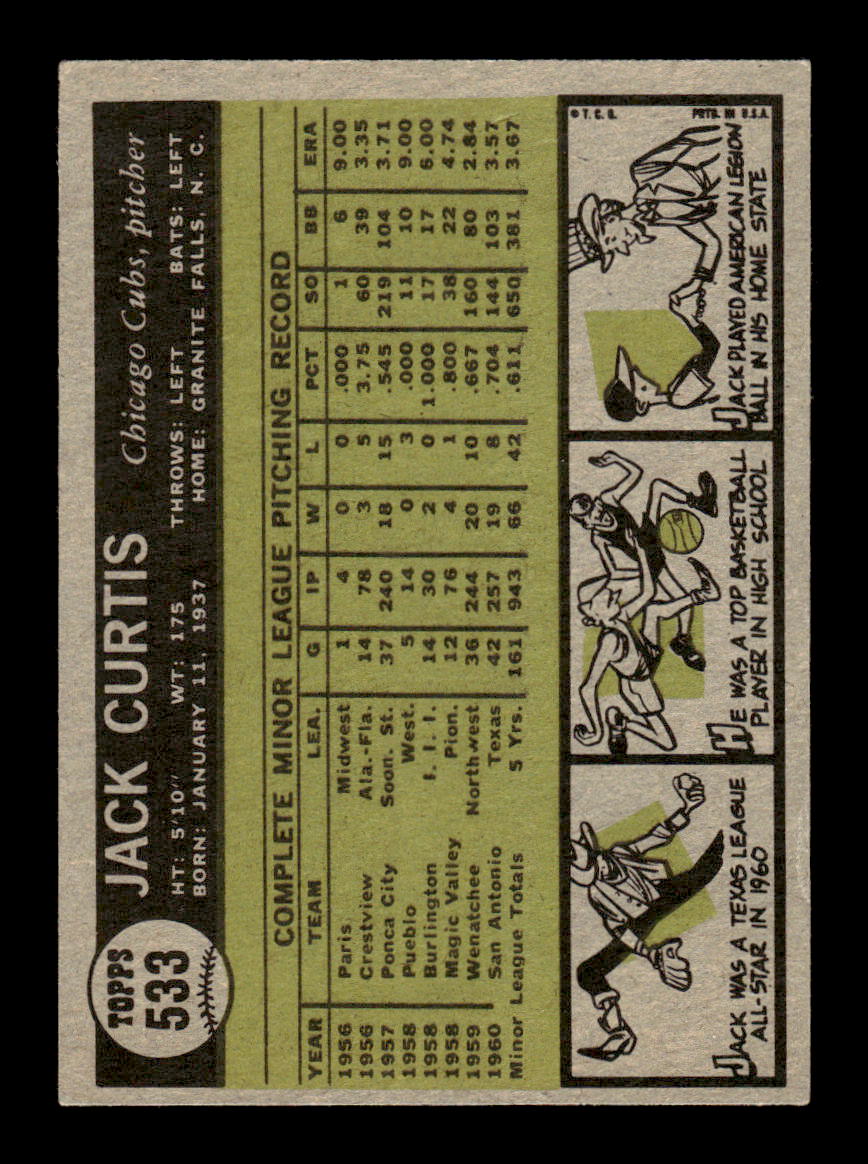 TOPPS
533
JACK CURTIS Chicago Cubs, pitcher
HT: 5'10" WT: 175 THROWS: LEFT BATS: LEFT
BORN: JANUARY 11, 1937 HOME: GRANITE FALLS, N. C.
COMPLETE MINOR LEAGUE PITCHING RECORD
YEAR TEAM LEA. G IP W L PCT SO BB ERA
1956 Paris Midwest 1 4 0 0 .000 1 6 9.00
1956 Crestview Ala.-Fla. 14 78 3 5 3.75 60 39 3.35
1957 Ponca City Soon. St. 37 240 18 15 .545 219 104 3.71
1958 Pueblo West. 5 14 0 3 .000 11 10 9.00
1958 Burlington I. I. I. 14 30 2 0 1.000 17 17 6.00
1958 Magic Valley Pion. 12 76 4 1 .800 38 22 4.74
1959 Wenatchee Northwest 36 244 20 10 .667 160 80 2.84
1960 San Antonio Texas 42 257 19 8 .704 144 103 3.57
Minor League Totals 5 Yrs. 161 943 66 42 .611 650 381 3.67
JACK WAS A TEXAS LEAGUE
ALL-STAR IN 1960
HE WAS A TOP BASKETBALL
PLAYER IN HIGH SCHOOL
© T. C. G. PRTD. IN U.S.A.
JACK PLAYED AMERICAN LEGION
BALL IN HIS HOME STATE